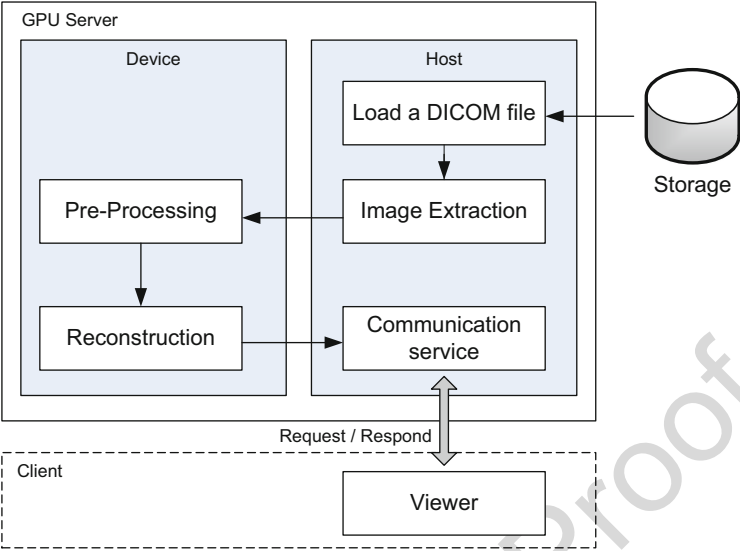 GPU Server
Device
Host
Load a DICOM file
Storage
Pre-Processing
Image Extraction
Reconstruction
Communication
service
Request / Respond
Client
Viewer
Proof